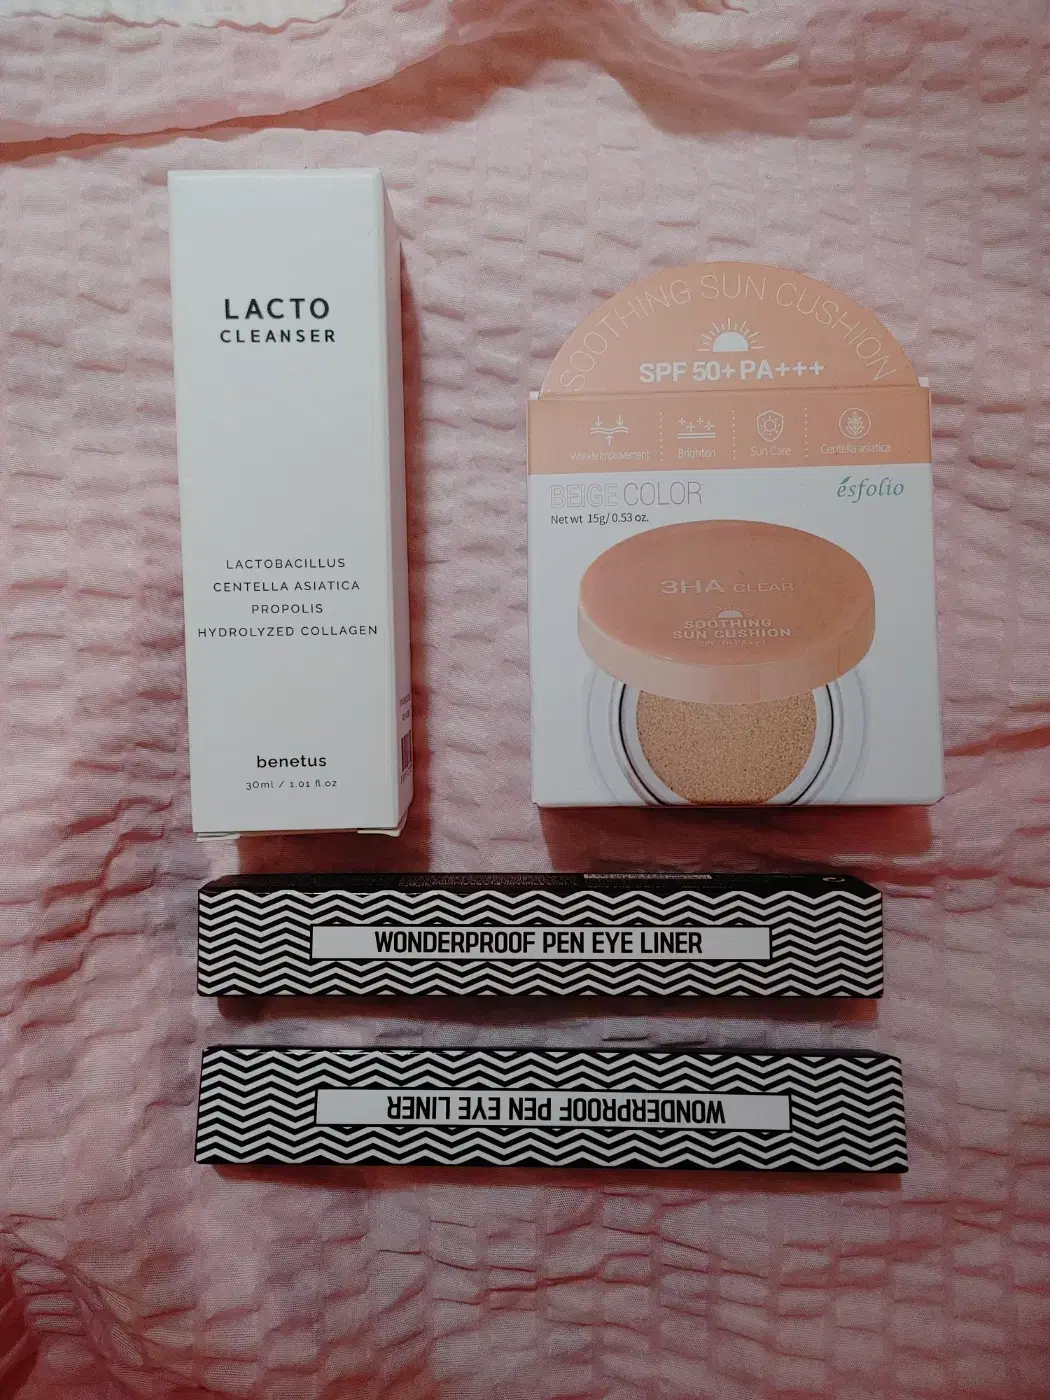 LACTO
CLEANSER
LACTOBACILLUS
CENTELLA ASIATICA
PROPOLIS
HYDROLYZED COLLAGEN
benetus
30ml / 1.01 fl.oz
SOOTHING SUN CUSHION
SPF 50+ PA+++
Wrinkle improvement
Brighten
Sun Care
Centella asiatica
BEIGE COLOR
ésfolio
Net wt 15g/ 0.53 oz.
3HA CLEAR
SOOTHING
SUN CUSHION
WONDERPROOF PEN EYE LINER
WONDERPROOF PEN EYE LINER